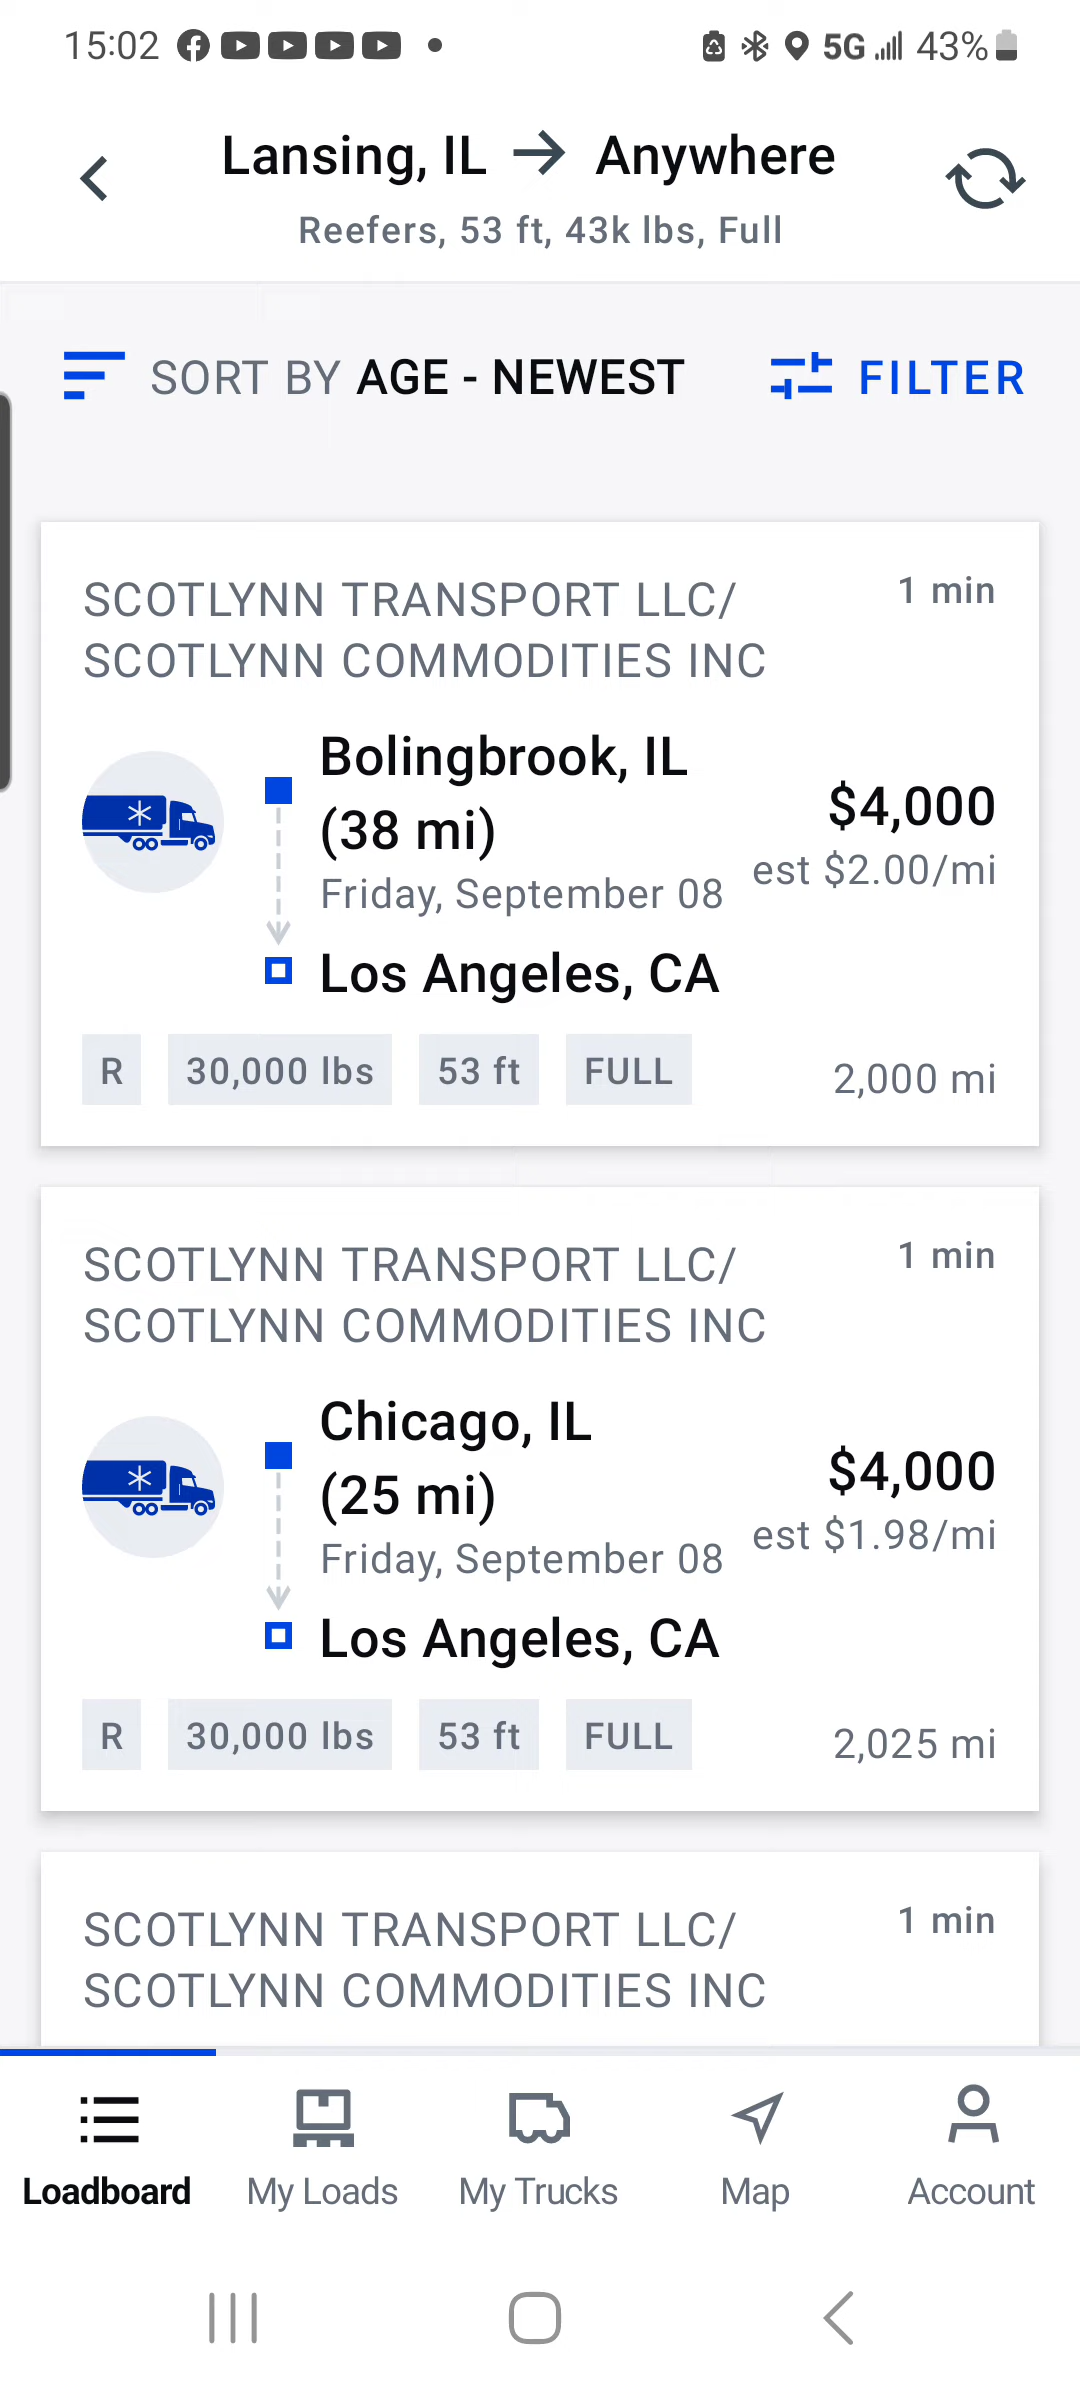 15:02 5G 43%
Lansing, IL → Anywhere
Reefers, 53 ft, 43k lbs, Full
SORT BY AGE - NEWEST FILTER
SCOTLYNN TRANSPORT LLC/ 1 min
SCOTLYNN COMMODITIES INC
Bolingbrook, IL
(38 mi) $4,000
Friday, September 08 est $2.00/mi
Los Angeles, CA
R 30,000 lbs 53 ft FULL 2,000 mi
SCOTLYNN TRANSPORT LLC/ 1 min
SCOTLYNN COMMODITIES INC
Chicago, IL
(25 mi) $4,000
Friday, September 08 est $1.98/mi
Los Angeles, CA
R 30,000 lbs 53 ft FULL 2,025 mi
SCOTLYNN TRANSPORT LLC/ 1 min
SCOTLYNN COMMODITIES INC
Loadboard My Loads My Trucks Map Account